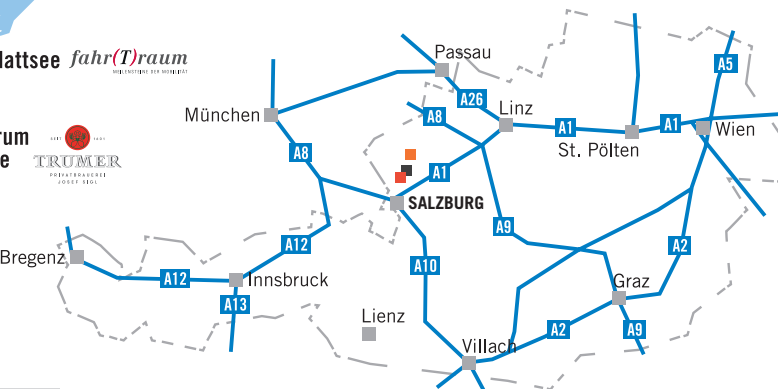 lattsee fahr(T)raum
MEILENSTEINE DER MOBILITÄT
rum
e
SEIT 1601
TRUMER
PRIVATBRAUEREI
JOSEF SIGL
Passau
A5
A26
München
A8
Linz
A1
A1
Wien
St. Pölten
A8
A1
SALZBURG
A9
Bregenz
A12
A2
A10
A12
Innsbruck
Graz
A13
Lienz
A2
A9
Villach